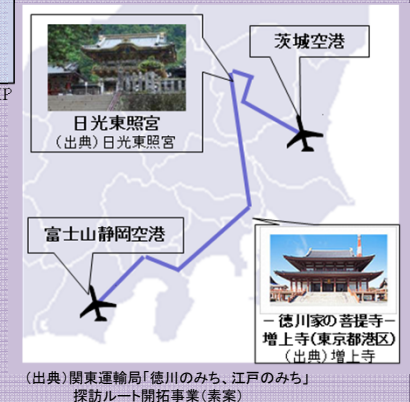 茨城空港
日光東照宮
(出典)日光東照宮
富士山静岡空港
－徳川家の菩提寺－
増上寺(東京都港区)
(出典)増上寺
(出典)関東運輸局「徳川のみち、江戸のみち」
探訪ルート開拓事業(素案)